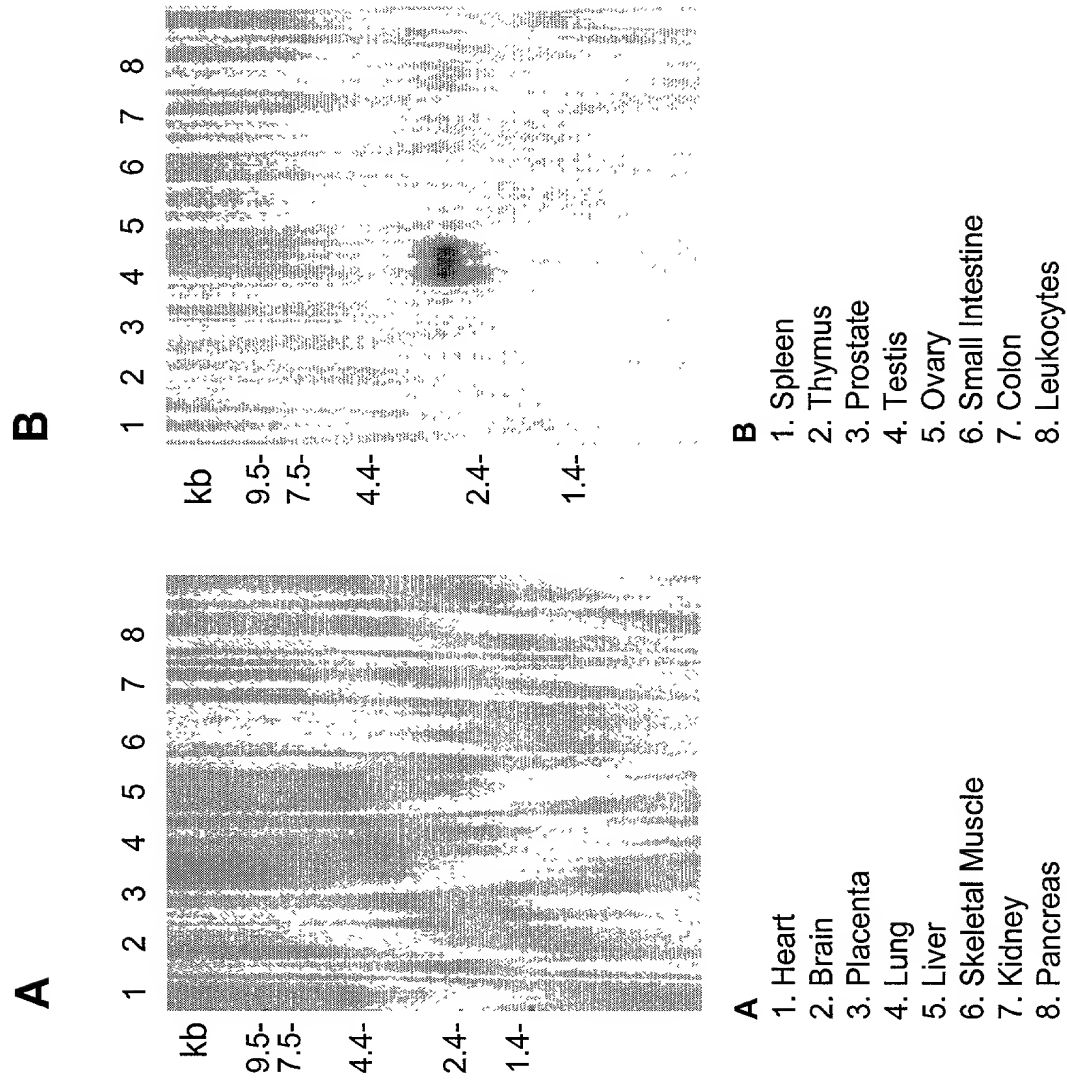 A
1 2 3 4 5 6 7 8
kb
9.5-
7.5-
4.4-
2.4-
1.4-
A
1. Heart
2. Brain
3. Placenta
4. Lung
5. Liver
6. Skeletal Muscle
7. Kidney
8. Pancreas
B
1 2 3 4 5 6 7 8
kb
9.5-
7.5-
4.4-
2.4-
1.4-
B
1. Spleen
2. Thymus
3. Prostate
4. Testis
5. Ovary
6. Small Intestine
7. Colon
8. Leukocytes